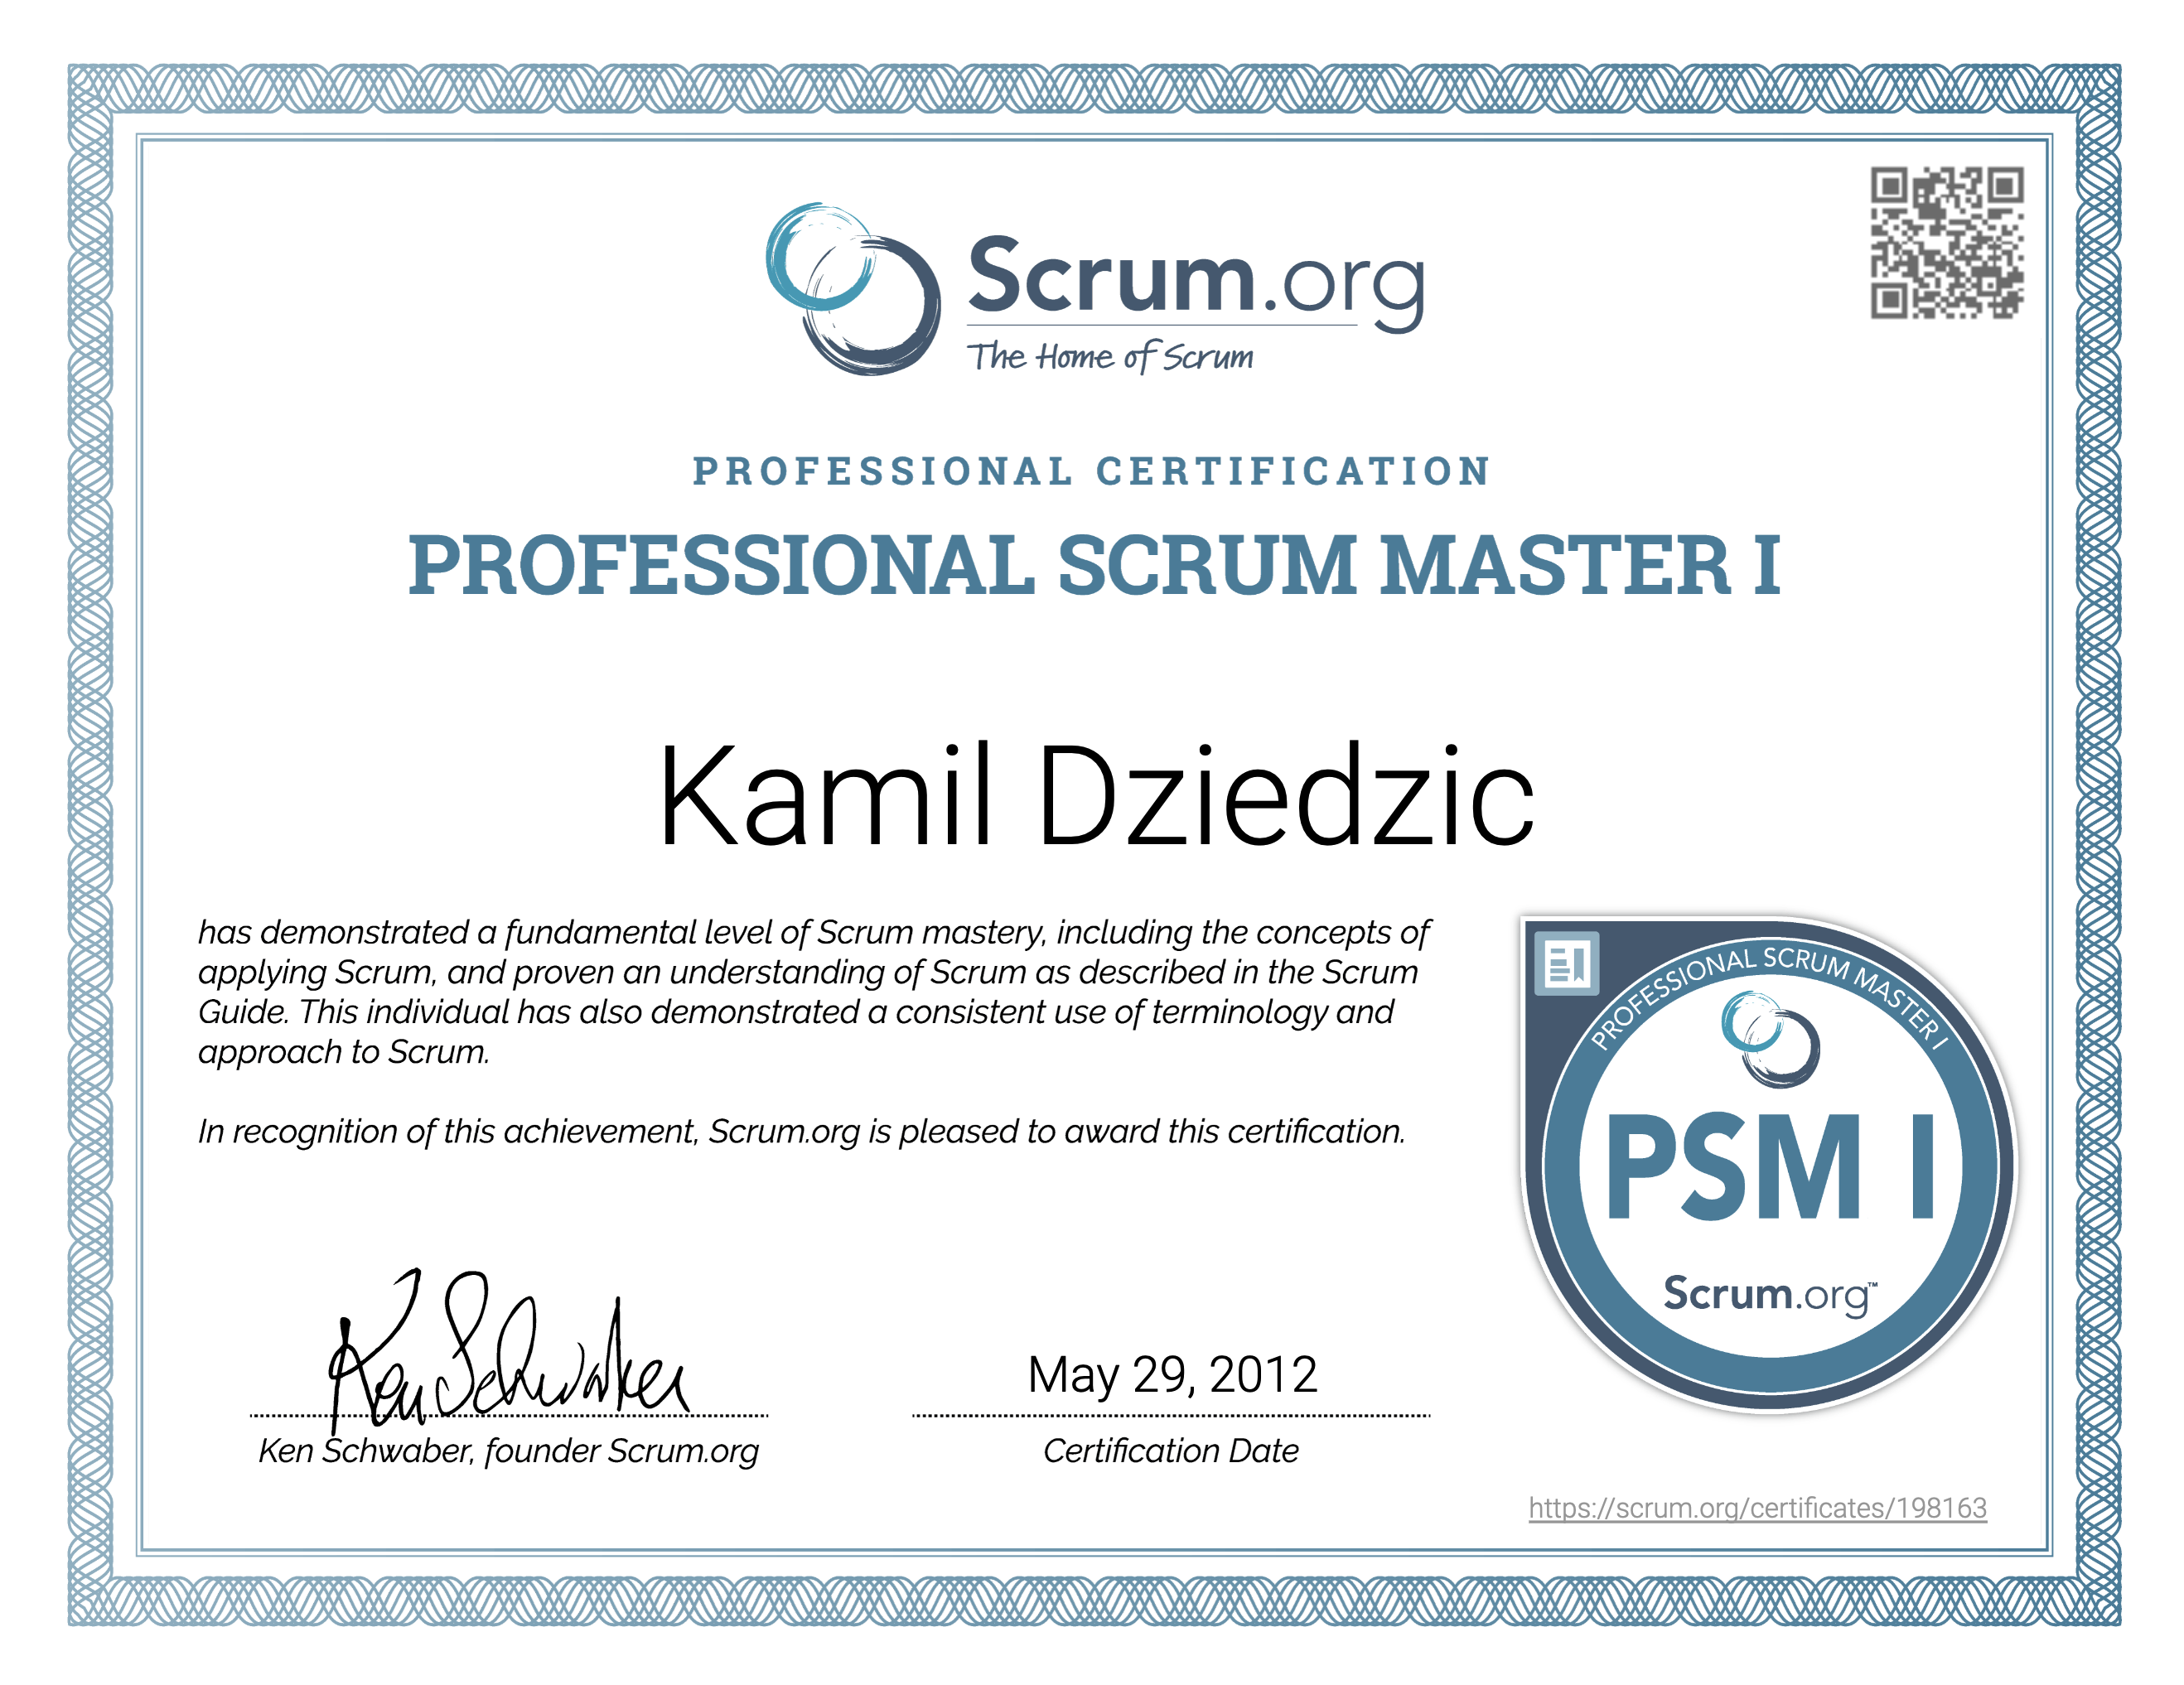 Scrum.org
The Home of Scrum
PROFESSIONAL CERTIFICATION
PROFESSIONAL SCRUM MASTER I
Kamil Dziedzic
has demonstrated a fundamental level of Scrum mastery, including the concepts of
applying Scrum, and proven an understanding of Scrum as described in the Scrum
Guide. This individual has also demonstrated a consistent use of terminology and
approach to Scrum.
In recognition of this achievement, Scrum.org is pleased to award this certification.
PROFESSIONAL SCRUM MASTER I
PSM I
Scrum.org™
Ken Schwaber
May 29, 2012
Ken Schwaber, founder Scrum.org
Certification Date
https://scrum.org/certificates/198163